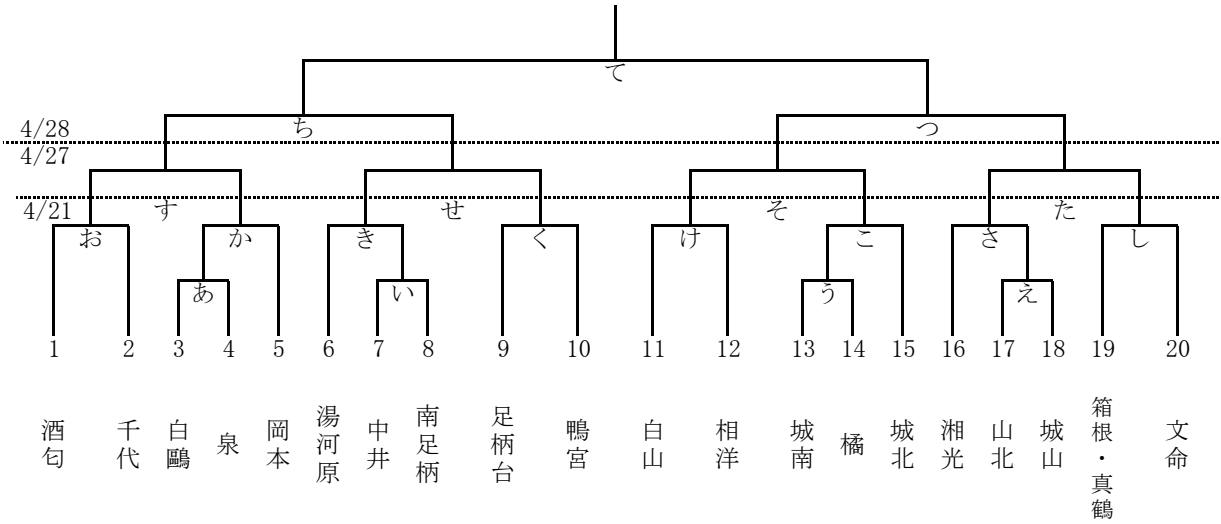 て
4/28
ち
つ
4/27
4/21
す
せ
そ
た
お
か
き
く
け
こ
さ
し
あ
い
う
え
1 2 3 4 5 6 7 8 9 10 11 12 13 14 15 16 17 18 19 20
酒匂
千代
白鷗
泉
岡本
湯河原
中井
南足柄
足柄台
鴨宮
白山
相洋
城南
橘
城北
湘光
山北
城山
箱根・真鶴
文命